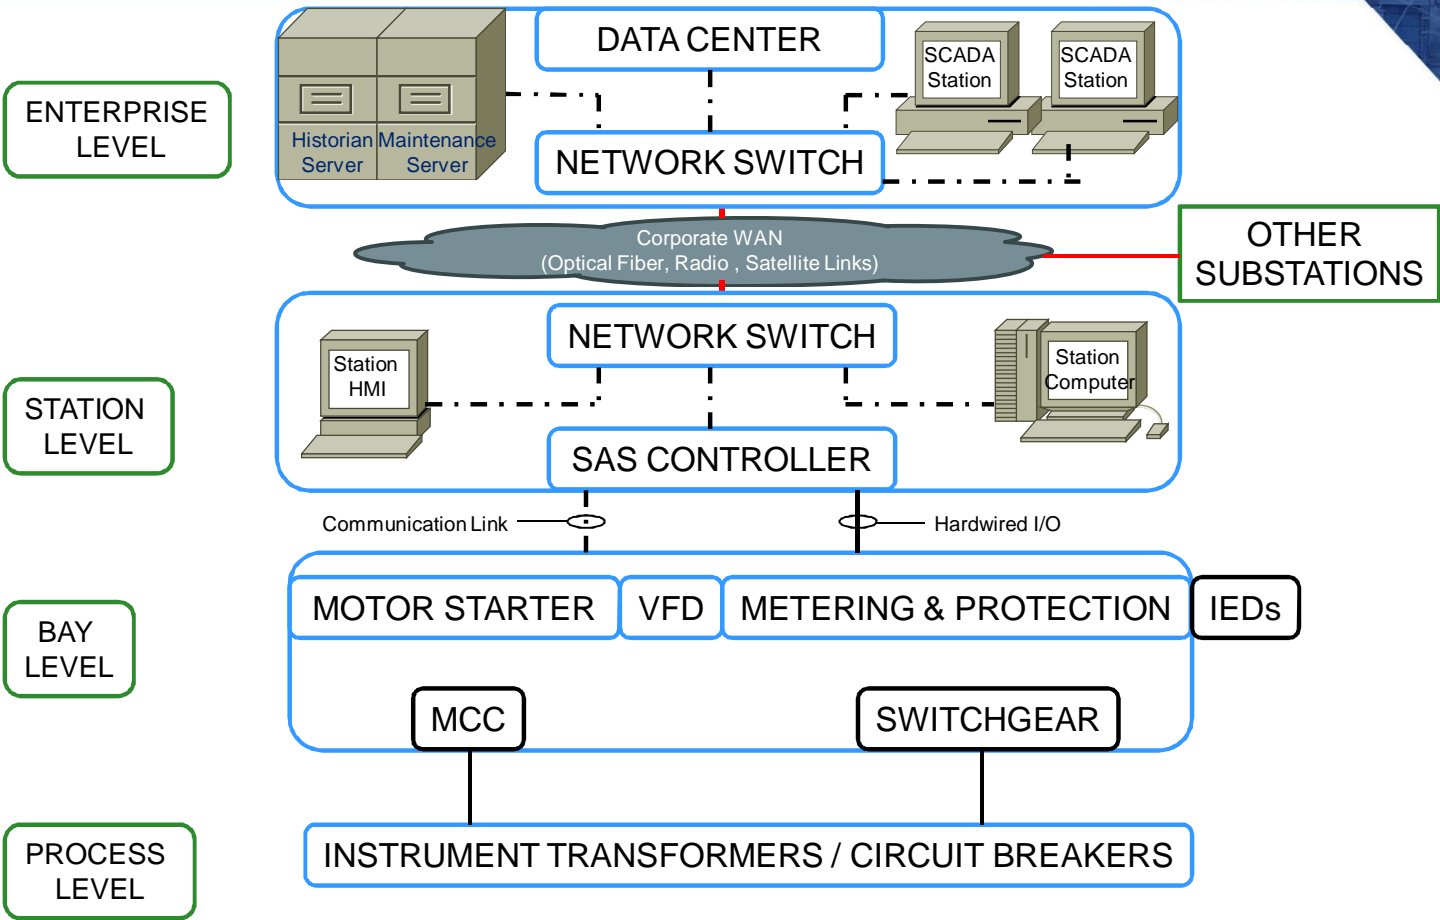 DATA CENTER
SCADA
Station
SCADA
Station
ENTERPRISE
LEVEL
Historian
Server
Maintenance
Server
NETWORK SWITCH
Corporate WAN
(Optical Fiber, Radio , Satellite Links)
OTHER
SUBSTATIONS
NETWORK SWITCH
Station
HMI
Station
Computer
STATION
LEVEL
SAS CONTROLLER
Communication Link
Hardwired I/O
MOTOR STARTER
VFD
METERING & PROTECTION
IEDs
BAY
LEVEL
MCC
SWITCHGEAR
PROCESS
LEVEL
INSTRUMENT TRANSFORMERS / CIRCUIT BREAKERS